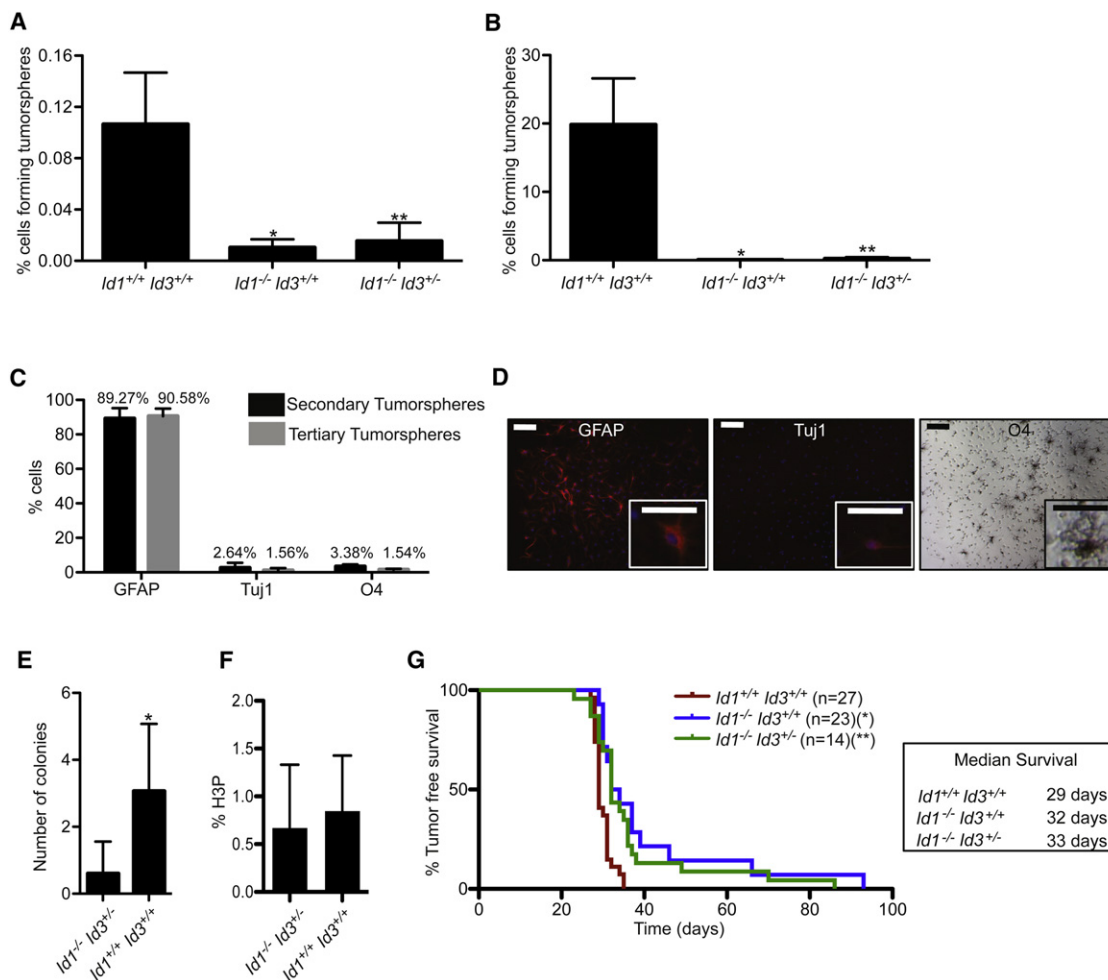 A
% cells forming tumorspheres
0.16
0.12
0.08
0.04
0.00
*
**
Id1+/+ Id3+/+
Id1-/- Id3+/+
Id1-/- Id3+/-
B
% cells forming tumorspheres
30
20
10
0
*
**
Id1+/+ Id3+/+
Id1-/- Id3+/+
Id1-/- Id3+/-
C
% cells
100
80
60
40
20
0
89.27%
90.58%
2.64%
1.56%
3.38%
1.54%
GFAP
Tuj1
O4
Secondary Tumorspheres
Tertiary Tumorspheres
D
GFAP
Tuj1
O4
E
Number of colonies
6
4
2
0
*
Id1-/- Id3+/-
Id1+/+ Id3+/+
F
% H3P
2.0
1.5
1.0
0.5
0.0
Id1-/- Id3+/-
Id1+/+ Id3+/+
G
% Tumor free survival
100
50
0
0
20
40
60
80
100
Time (days)
Id1+/+ Id3+/+ (n=27)
Id1-/- Id3+/+ (n=23)(*)
Id1-/- Id3+/- (n=14)(**)
Median Survival
Id1+/+ Id3+/+ 29 days
Id1-/- Id3+/+ 32 days
Id1-/- Id3+/- 33 days